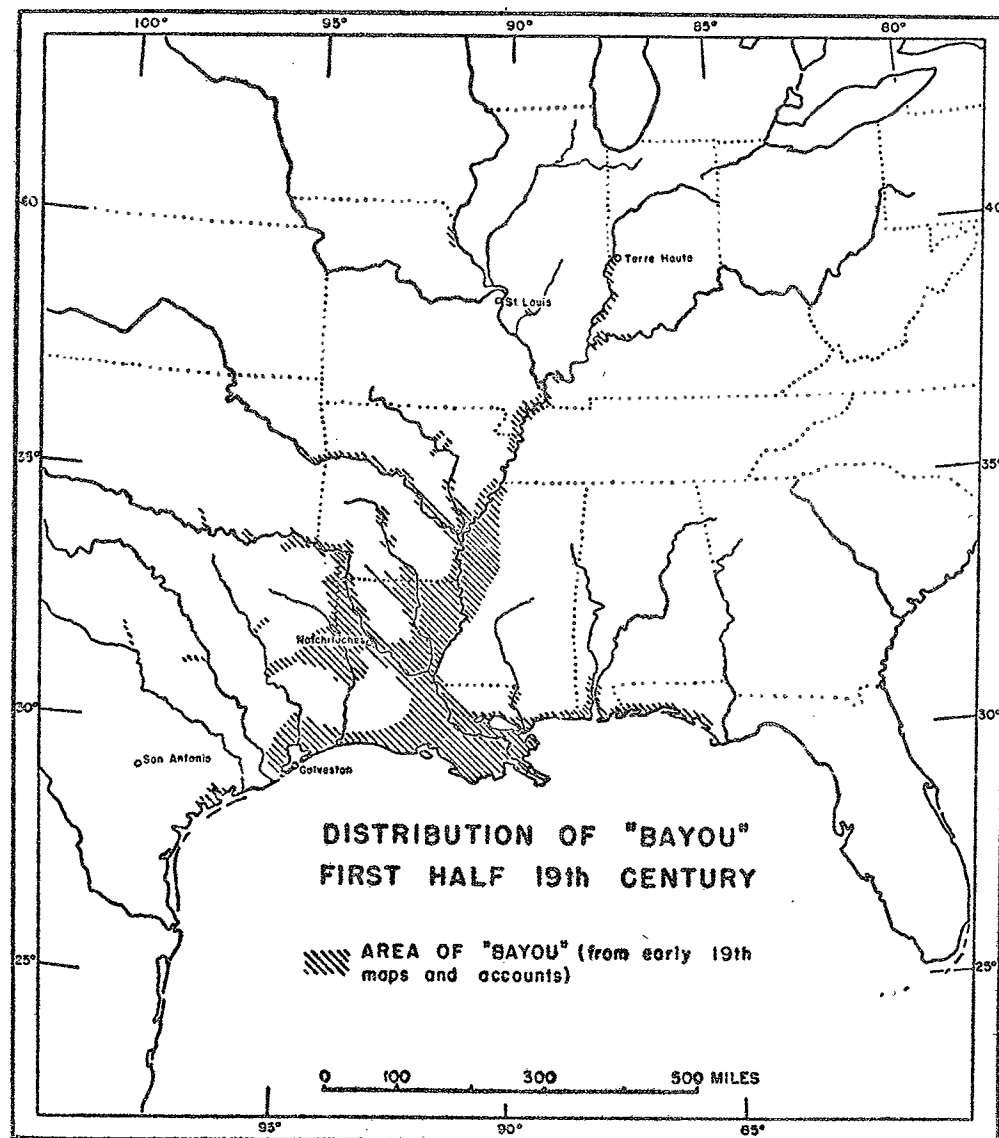 100° 95° 90° 85° 80°
40 40°
Terre Haute
St Louis
35° 35°
Natchitoches
30° 30°
San Antonio
Galveston
DISTRIBUTION OF "BAYOU"
FIRST HALF 19th CENTURY
AREA OF "BAYOU" (from early 19th
maps and accounts)
25° 25°
0 100 300 500 MILES
95° 90° 85°